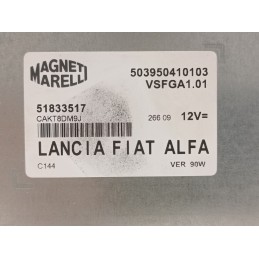 MAGNETI MARELLI
503950410103
VSFGA1.01
51833517
CAKT8DM9J
266 09 12V=
LANCIA FIAT ALFA
C144 VER 90W